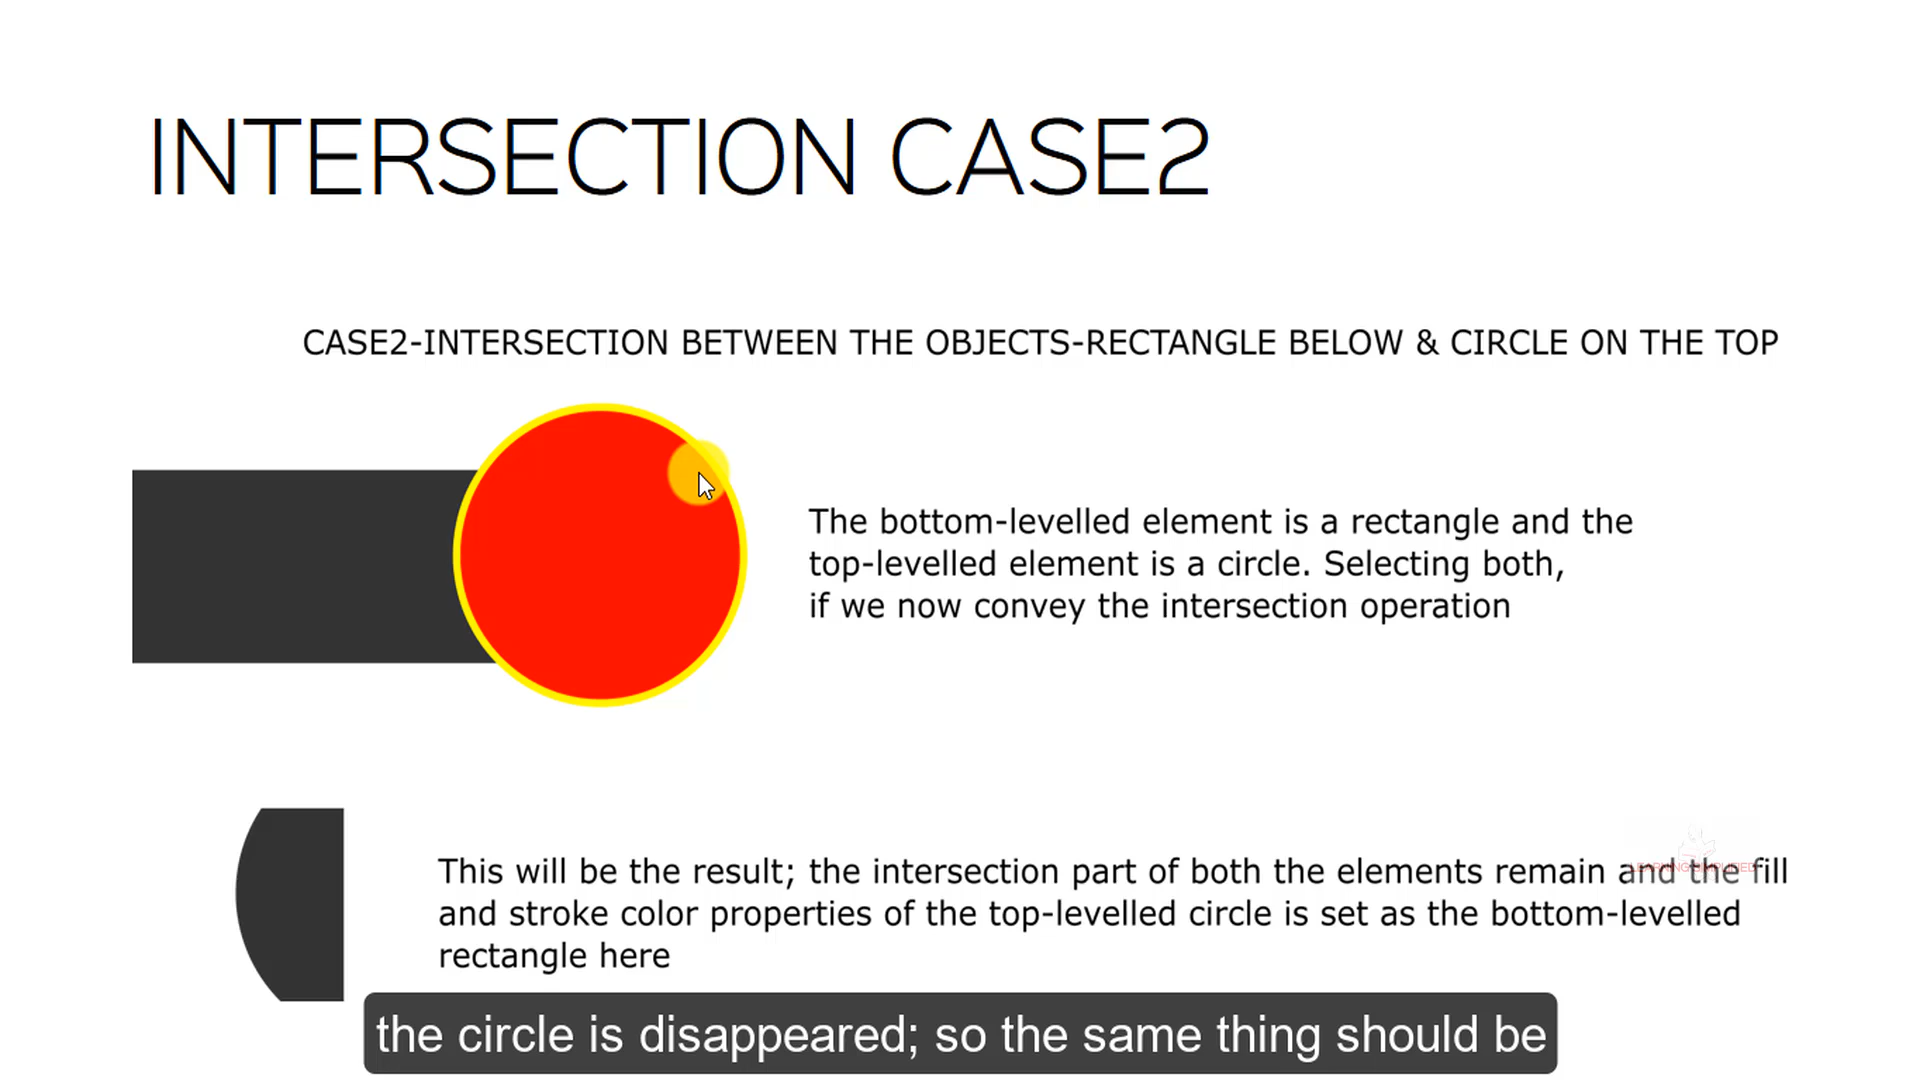 INTERSECTION CASE2
CASE2-INTERSECTION BETWEEN THE OBJECTS-RECTANGLE BELOW & CIRCLE ON THE TOP
The bottom-levelled element is a rectangle and the
top-levelled element is a circle. Selecting both,
if we now convey the intersection operation
This will be the result; the intersection part of both the elements remain and the fill
and stroke color properties of the top-levelled circle is set as the bottom-levelled
rectangle here
LEARNING SIMPLIFIED
the circle is disappeared; so the same thing should be